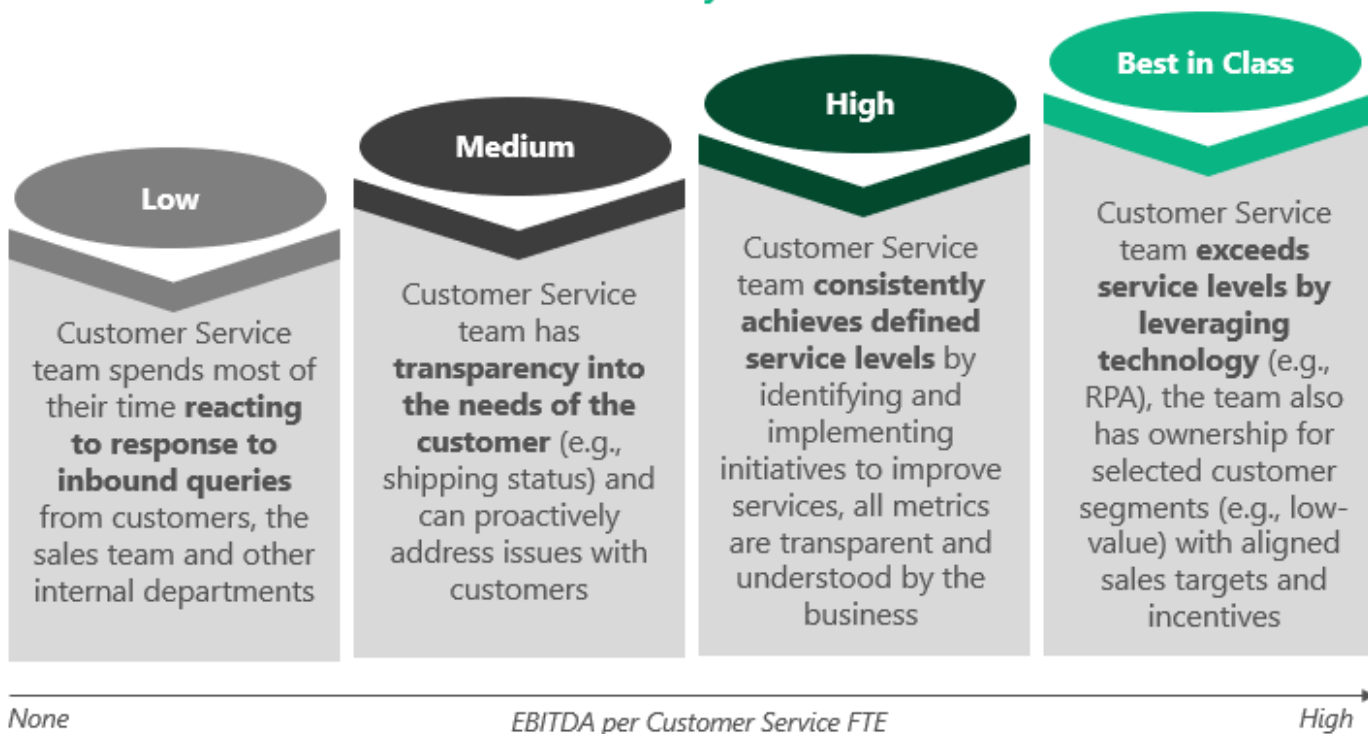 Low
Customer Service
team spends most of
their time reacting
to response to
inbound queries
from customers, the
sales team and other
internal departments
Medium
Customer Service
team has
transparency into
the needs of the
customer (e.g.,
shipping status) and
can proactively
address issues with
customers
High
Customer Service
team consistently
achieves defined
service levels by
identifying and
implementing
initiatives to improve
services, all metrics
are transparent and
understood by the
business
Best in Class
Customer Service
team exceeds
service levels by
leveraging
technology (e.g.,
RPA), the team also
has ownership for
selected customer
segments (e.g., low-
value) with aligned
sales targets and
incentives
None
EBITDA per Customer Service FTE
High